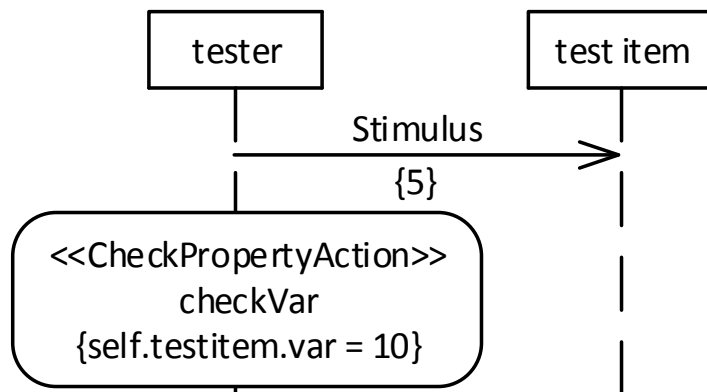 tester
test item
Stimulus
{5}
<<CheckPropertyAction>>
checkVar
{self.testitem.var = 10}